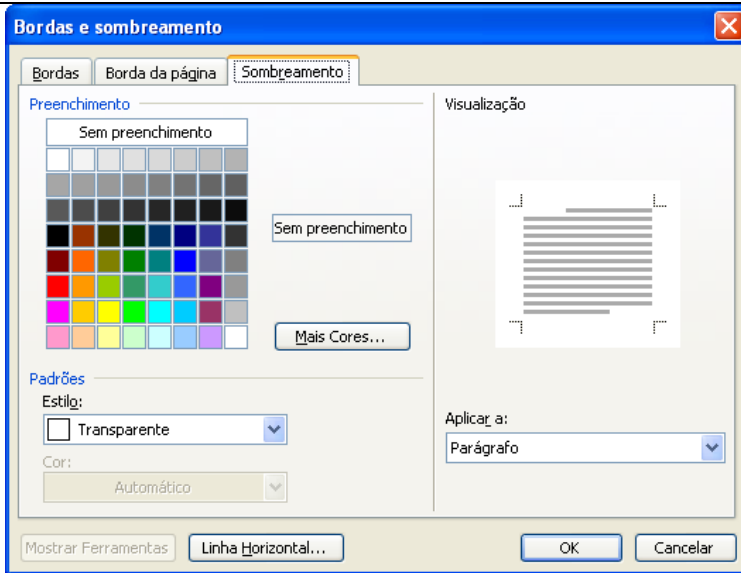 Bordas e sombreamento
Bordas
Borda da página
Sombreamento
Preenchimento
Sem preenchimento
Sem preenchimento
Mais Cores...
Padrões
Estilo:
Transparente
Cor:
Automático
Visualização
Aplicar a:
Parágrafo
Mostrar Ferramentas
Linha Horizontal...
OK
Cancelar